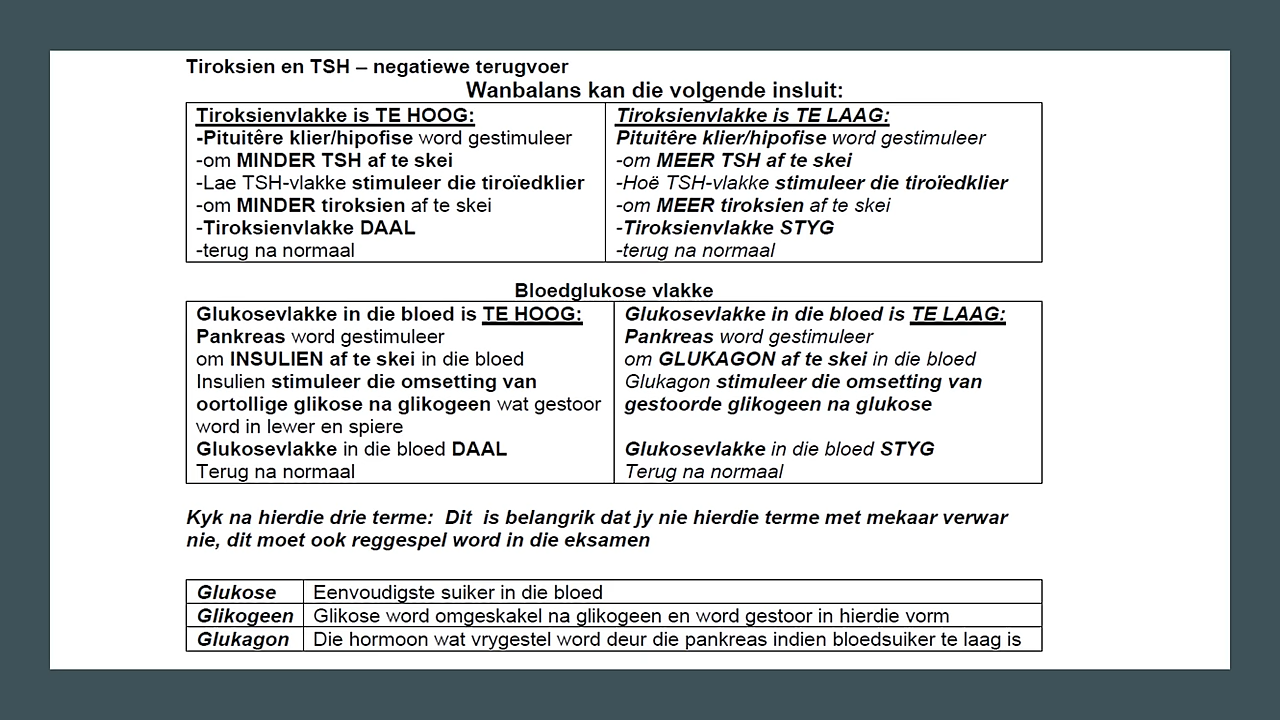 Tiroksien en TSH – negatiewe terugvoer
Wanbalans kan die volgende insluit:
Tiroksienvlakke is TE HOOG:
-Pituitêre klier/hipofise word gestimuleer
-om MINDER TSH af te skei
-Lae TSH-vlakke stimuleer die tiroïedklier
-om MINDER tiroksien af te skei
-Tiroksienvlakke DAAL
-terug na normaal
Tiroksienvlakke is TE LAAG:
Pituitêre klier/hipofise word gestimuleer
-om MEER TSH af te skei
-Hoë TSH-vlakke stimuleer die tiroïedklier
-om MEER tiroksien af te skei
-Tiroksienvlakke STYG
-terug na normaal
Bloedglukose vlakke
Glukosevlakke in die bloed is TE HOOG:
Pankreas word gestimuleer
om INSULIEN af te skei in die bloed
Insulien stimuleer die omsetting van
oortollige glikose na glikogeen wat gestoor
word in lewer en spiere
Glukosevlakke in die bloed DAAL
Terug na normaal
Glukosevlakke in die bloed is TE LAAG:
Pankreas word gestimuleer
om GLUKAGON af te skei in die bloed
Glukagon stimuleer die omsetting van
gestoorde glikogeen na glukose
Glukosevlakke in die bloed STYG
Terug na normaal
Kyk na hierdie drie terme: Dit is belangrik dat jy nie hierdie terme met mekaar verwar
nie, dit moet ook reggespel word in die eksamen
Glukose Eenvoudigste suiker in die bloed
Glikogeen Glikose word omgeskakel na glikogeen en word gestoor in hierdie vorm
Glukagon Die hormoon wat vrygestel word deur die pankreas indien bloedsuiker te laag is